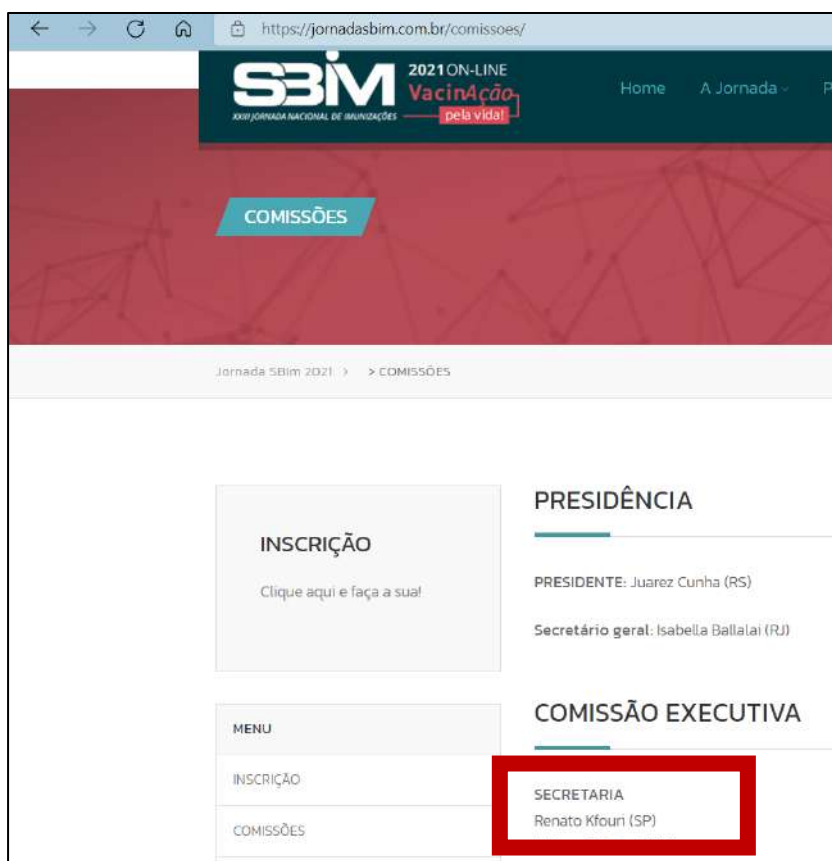 https://jornadasbim.com.br/comissoes/
SBIM
2021 ON-LINE
VacinAção
pela vida!
XXIII JORNADA NACIONAL DE IMUNIZAÇÕES
Home A Jornada P
COMISSÕES
Jornada SBIm 2021 > > COMISSÕES
INSCRIÇÃO
Clique aqui e faça a sua!
MENU
INSCRIÇÃO
COMISSÕES
PRESIDÊNCIA
PRESIDENTE: Juarez Cunha (RS)
Secretário geral: Isabella Ballalai (RJ)
COMISSÃO EXECUTIVA
SECRETARIA
Renato Kfouri (SP)